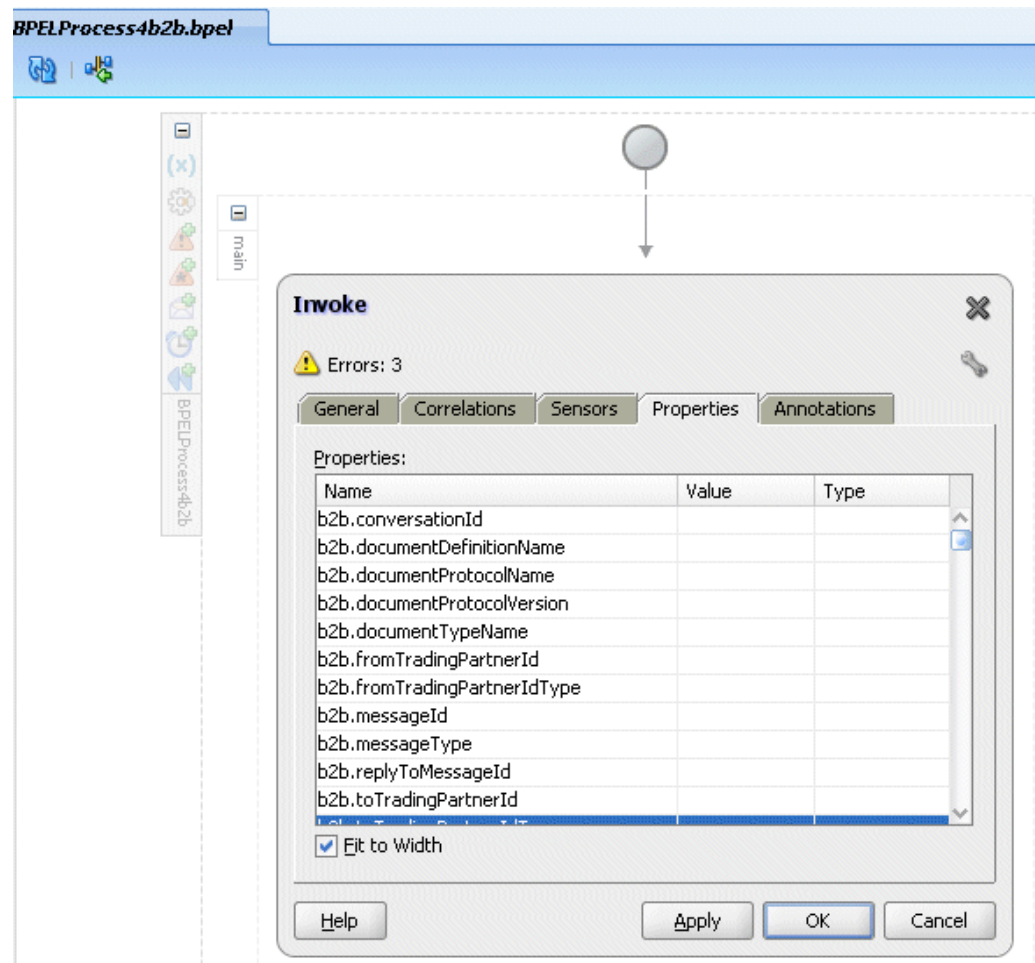 BPELProcess4b2b.bpel
(x)
main
BPELProcess4b2b
Invoke
Errors: 3
General Correlations Sensors Properties Annotations
Properties:
Name Value Type
b2b.conversationId
b2b.documentDefinitionName
b2b.documentProtocolName
b2b.documentProtocolVersion
b2b.documentTypeName
b2b.fromTradingPartnerId
b2b.fromTradingPartnerIdType
b2b.messageId
b2b.messageType
b2b.replyToMessageId
b2b.toTradingPartnerId
Fit to Width
Help Apply OK Cancel